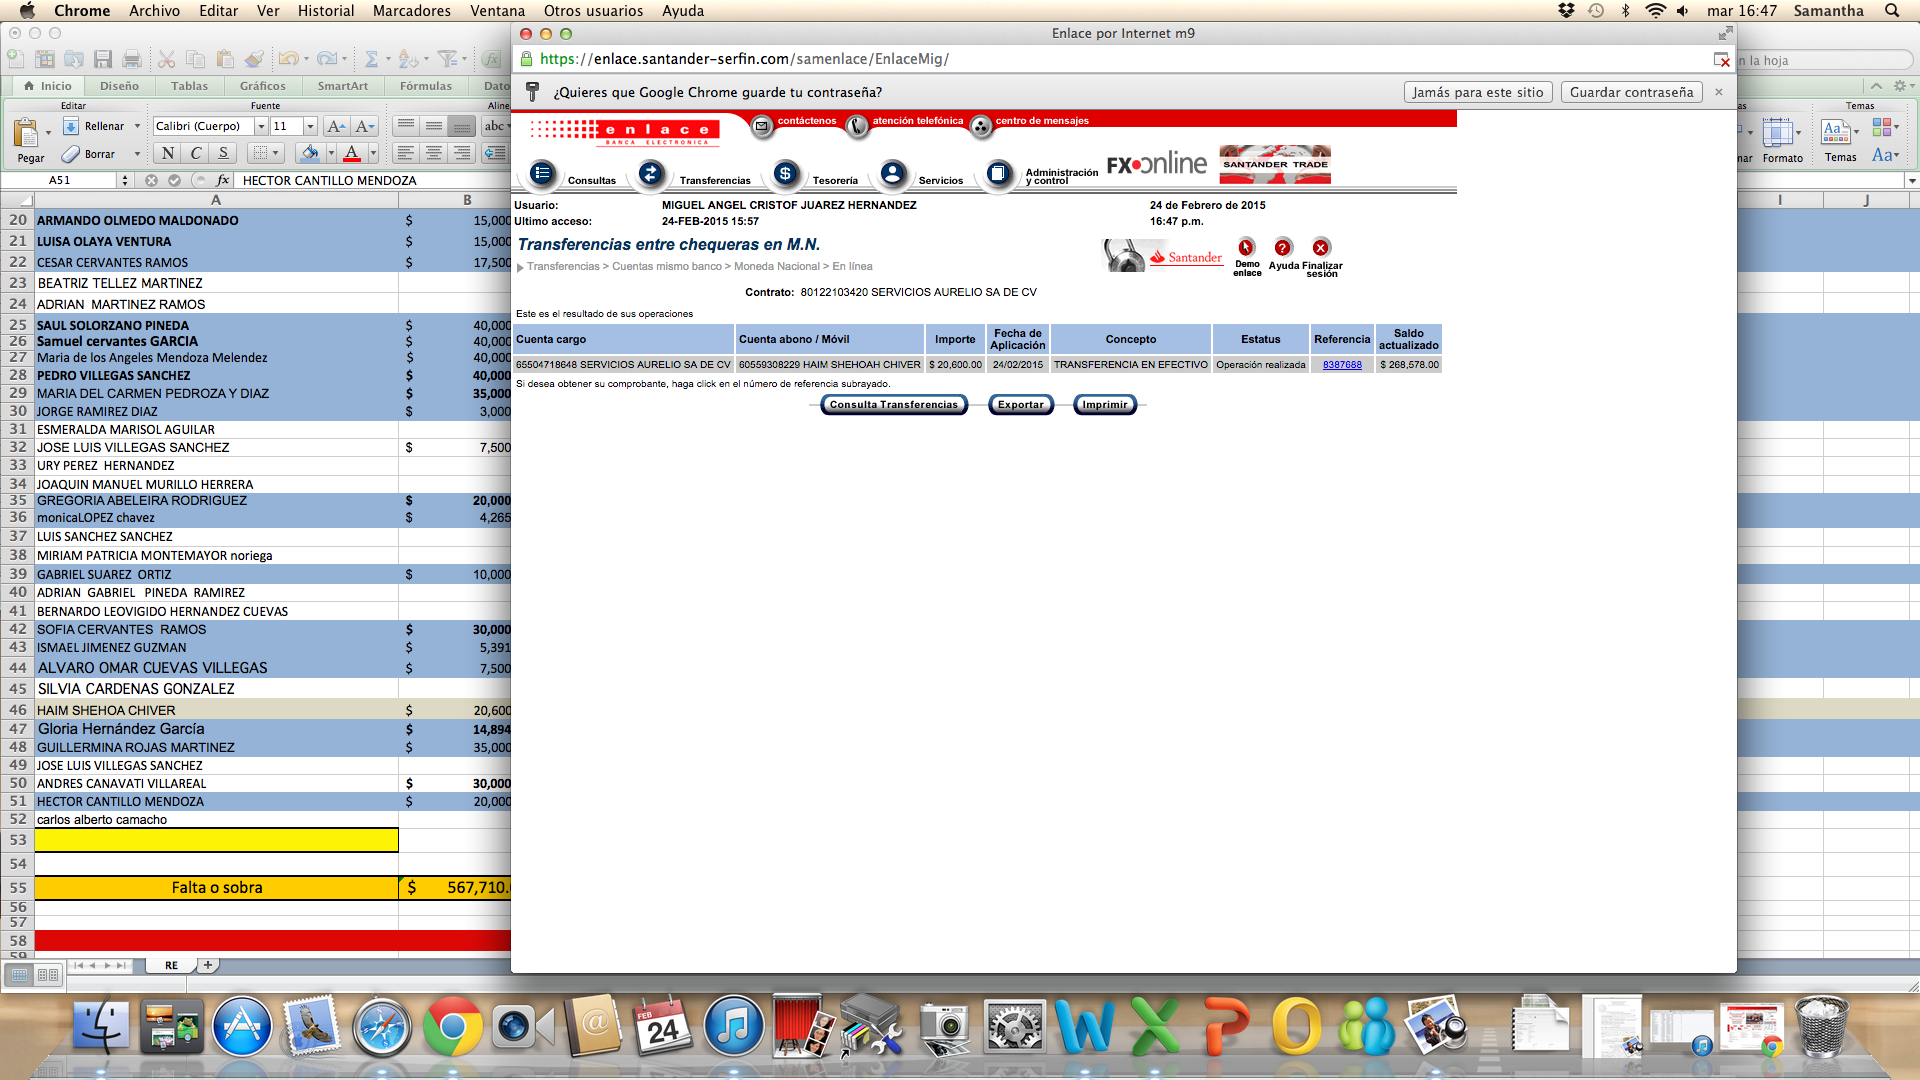 Chrome Archivo Editar Ver Historial Marcadores Ventana Otros usuarios Ayuda mar 16:47 Samantha
Enlace por Internet m9
https://enlace.santander-serfin.com/samenlace/EnlaceMig/
n la hoja
¿Quieres que Google Chrome guarde tu contraseña? Jamás para este sitio Guardar contraseña
Inicio Diseño Tablas Gráficos SmartArt Fórmulas Dato
Editar Fuente Aline as Temas
Pegar Rellenar Borrar Calibri (Cuerpo) 11 A A abc
N C S A
nar Formato Temas Aa
A51 fx HECTOR CANTILLO MENDOZA
A B I J
20 ARMANDO OLMEDO MALDONADO $ 15,000
21 LUISA OLAYA VENTURA $ 15,000
22 CESAR CERVANTES RAMOS $ 17,500
23 BEATRIZ TELLEZ MARTINEZ
24 ADRIAN MARTINEZ RAMOS
25 SAUL SOLORZANO PINEDA $ 40,000
26 Samuel cervantes GARCIA $ 40,000
27 Maria de los Angeles Mendoza Melendez $ 40,000
28 PEDRO VILLEGAS SANCHEZ $ 40,000
29 MARIA DEL CARMEN PEDROZA Y DIAZ $ 35,000
30 JORGE RAMIREZ DIAZ $ 3,000
31 ESMERALDA MARISOL AGUILAR
32 JOSE LUIS VILLEGAS SANCHEZ $ 7,500
33 URY PEREZ HERNANDEZ
34 JOAQUIN MANUEL MURILLO HERRERA
35 GREGORIA ABELEIRA RODRIGUEZ $ 20,000
36 monicaLOPEZ chavez $ 4,265
37 LUIS SANCHEZ SANCHEZ
38 MIRIAM PATRICIA MONTEMAYOR noriega
39 GABRIEL SUAREZ ORTIZ $ 10,000
40 ADRIAN GABRIEL PINEDA RAMIREZ
41 BERNARDO LEOVIGIDO HERNANDEZ CUEVAS
42 SOFIA CERVANTES RAMOS $ 30,000
43 ISMAEL JIMENEZ GUZMAN $ 5,391
44 ALVARO OMAR CUEVAS VILLEGAS $ 7,500
45 SILVIA CARDENAS GONZALEZ
46 HAIM SHEHOA CHIVER $ 20,600
47 Gloria Hernández García $ 14,894
48 GUILLERMINA ROJAS MARTINEZ $ 35,000
49 JOSE LUIS VILLEGAS SANCHEZ
50 ANDRES CANAVATI VILLAREAL $ 30,000
51 HECTOR CANTILLO MENDOZA $ 20,000
52 carlos alberto camacho
53
54
55 Falta o sobra $ 567,710.
56
57
58
59
RE
enlace
BANCA ELECTRONICA
contáctenos atención telefónica centro de mensajes
Consultas Transferencias Tesorería Servicios Administración y control FX online SANTANDER TRADE
Usuario: MIGUEL ANGEL CRISTOF JUAREZ HERNANDEZ 24 de Febrero de 2015
Ultimo acceso: 24-FEB-2015 15:57 16:47 p.m.
Transferencias entre chequeras en M.N.
Transferencias > Cuentas mismo banco > Moneda Nacional > En línea
Santander Demo enlace Ayuda Finalizar sesión
Contrato: 80122103420 SERVICIOS AURELIO SA DE CV
Este es el resultado de sus operaciones
Cuenta cargo Cuenta abono / Móvil Importe Fecha de Aplicación Concepto Estatus Referencia Saldo actualizado
65504718648 SERVICIOS AURELIO SA DE CV 60559308229 HAIM SHEHOAH CHIVER $ 20,600.00 24/02/2015 TRANSFERENCIA EN EFECTIVO Operación realizada 8387688 $ 268,578.00
Si desea obtener su comprobante, haga click en el número de referencia subrayado.
Consulta Transferencias Exportar Imprimir
FEB
24